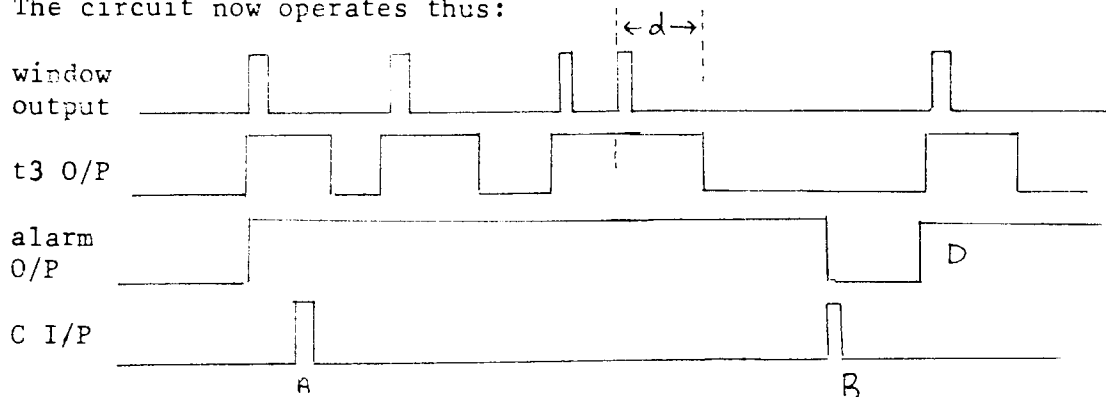 The circuit now operates thus:
←d→
window
output
t3 O/P
alarm
O/P
D
C I/P
A
B